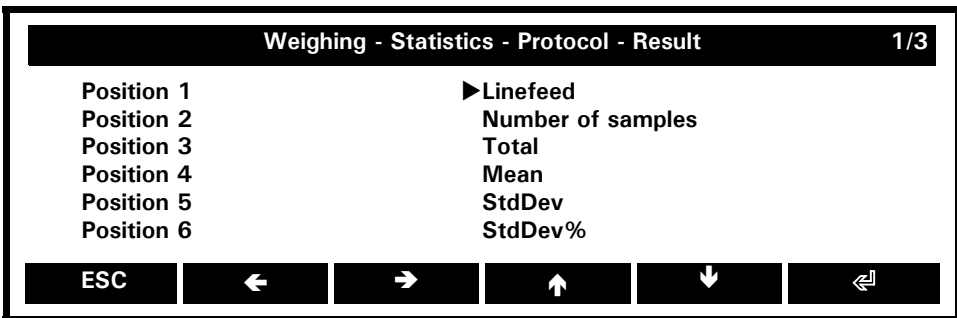 Weighing - Statistics - Protocol - Result 1/3
Position 1 ▶Linefeed
Position 2 Number of samples
Position 3 Total
Position 4 Mean
Position 5 StdDev
Position 6 StdDev%
ESC ← → ↑ ↓ ↵